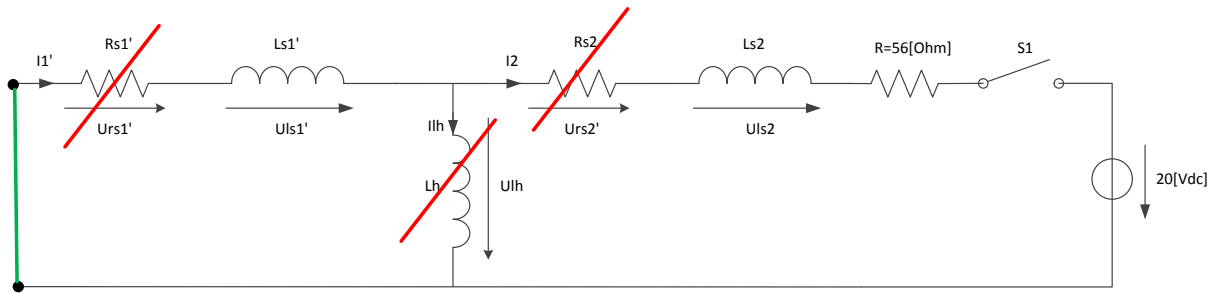 I1'
Rs1'
Ls1'
I2
Rs2
Ls2
R=56[Ohm]
S1
Urs1'
Uls1'
Ilh
Urs2'
Uls2
Lh
Ulh
20[Vdc]